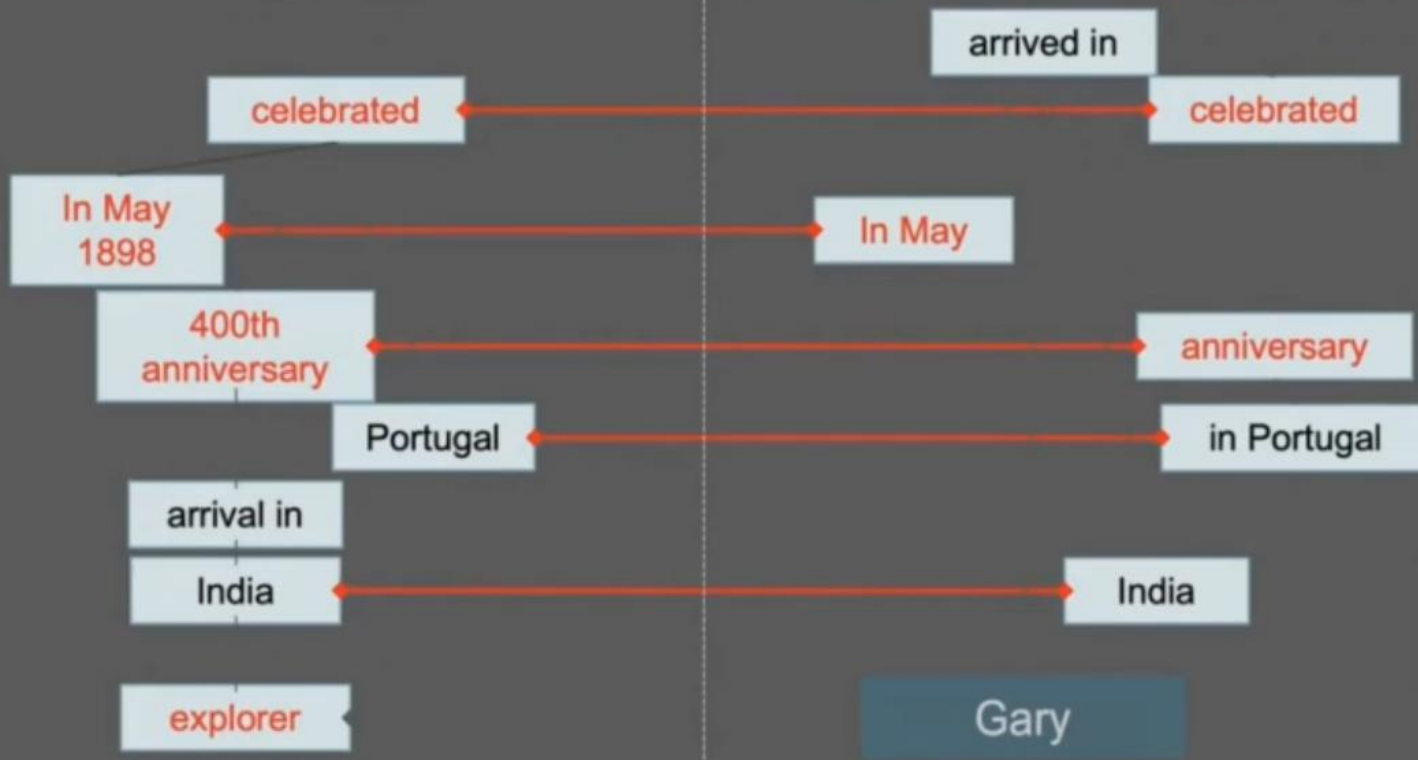 arrived in
celebrated
celebrated
In May
1898
In May
400th
anniversary
anniversary
Portugal
in Portugal
arrival in
India
India
explorer
Gary